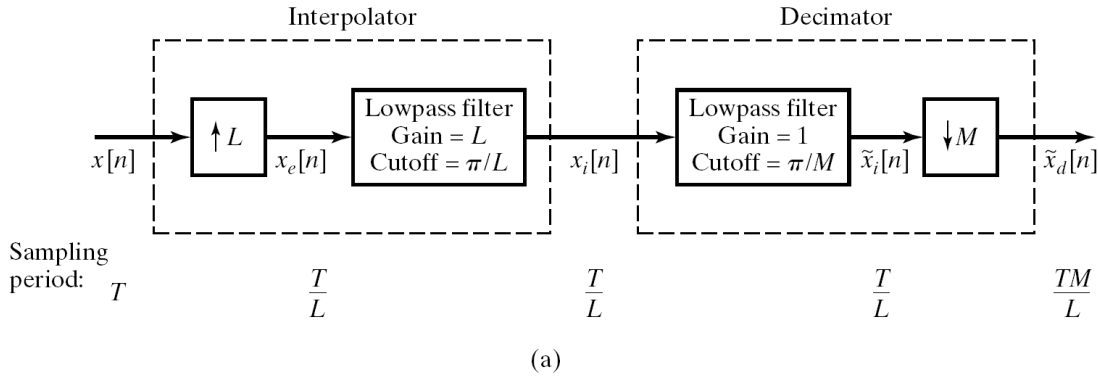 Interpolator
Decimator
↑ L
Lowpass filter
Gain = L
Cutoff = π/L
Lowpass filter
Gain = 1
Cutoff = π/M
↓ M
x[n]
x_e[n]
x_i[n]
x̃_i[n]
x̃_d[n]
Sampling
period:
T
T/L
T/L
T/L
TM/L
(a)